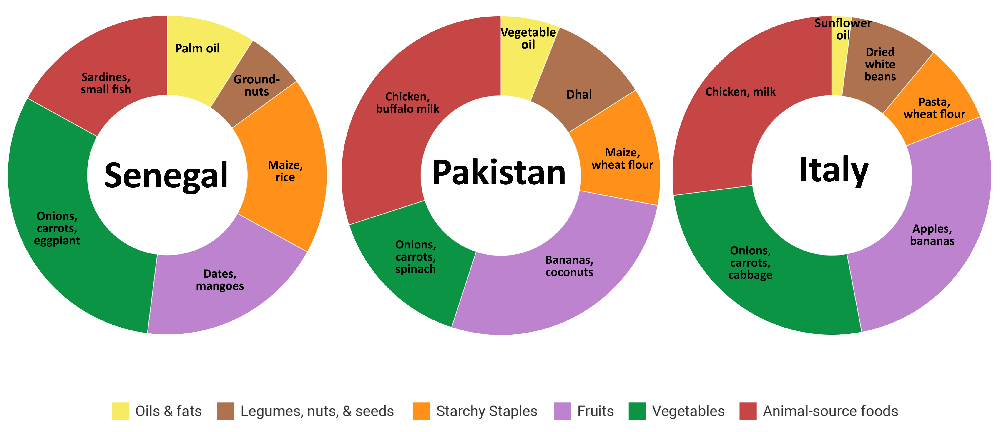 Palm oil
Ground-
nuts
Maize,
rice
Dates,
mangoes
Onions,
carrots,
eggplant
Sardines,
small fish
Senegal
Vegetable
oil
Dhal
Maize,
wheat flour
Bananas,
coconuts
Onions,
carrots,
spinach
Chicken,
buffalo milk
Pakistan
Sunflower
oil
Dried
white
beans
Pasta,
wheat flour
Apples,
bananas
Onions,
carrots,
cabbage
Chicken, milk
Italy
Oils & fats
Legumes, nuts, & seeds
Starchy Staples
Fruits
Vegetables
Animal-source foods